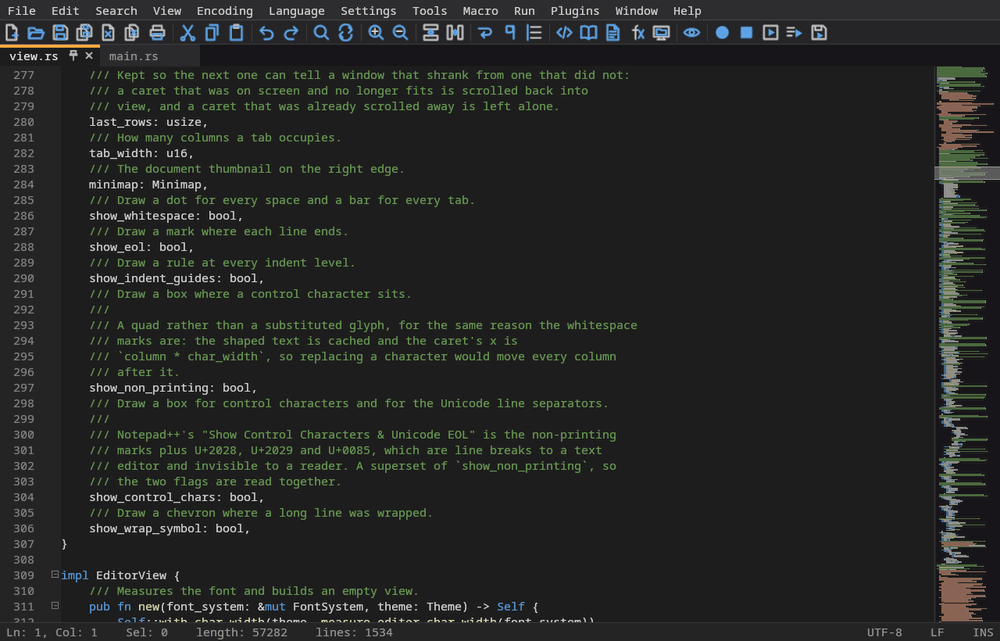 File Edit Search View Encoding Language Settings Tools Macro Run Plugins Window Help
view.rs main.rs
277 /// Kept so the next one can tell a window that shrank from one that did not:
278 /// a caret that was on screen and no longer fits is scrolled back into
279 /// view, and a caret that was already scrolled away is left alone.
280 last_rows: usize,
281 /// How many columns a tab occupies.
282 tab_width: u16,
283 /// The document thumbnail on the right edge.
284 minimap: Minimap,
285 /// Draw a dot for every space and a bar for every tab.
286 show_whitespace: bool,
287 /// Draw a mark where each line ends.
288 show_eol: bool,
289 /// Draw a rule at every indent level.
290 show_indent_guides: bool,
291 /// Draw a box where a control character sits.
292 ///
293 /// A quad rather than a substituted glyph, for the same reason the whitespace
294 /// marks are: the shaped text is cached and the caret's x is
295 /// `column * char_width`, so replacing a character would move every column
296 /// after it.
297 show_non_printing: bool,
298 /// Draw a box for control characters and for the Unicode line separators.
299 ///
300 /// Notepad++'s "Show Control Characters & Unicode EOL" is the non-printing
301 /// marks plus U+2028, U+2029 and U+0085, which are line breaks to a text
302 /// editor and invisible to a reader. A superset of `show_non_printing`, so
303 /// the two flags are read together.
304 show_control_chars: bool,
305 /// Draw a chevron where a long line was wrapped.
306 show_wrap_symbol: bool,
307 }
308
309 impl EditorView {
310 /// Measures the font and builds an empty view.
311 pub fn new(font_system: &mut FontSystem, theme: Theme) -> Self {
312 Self::with_char_width(theme, measure_editor_char_width(font_system))
Ln: 1, Col: 1 Sel: 0 length: 57282 lines: 1534 UTF-8 LF INS